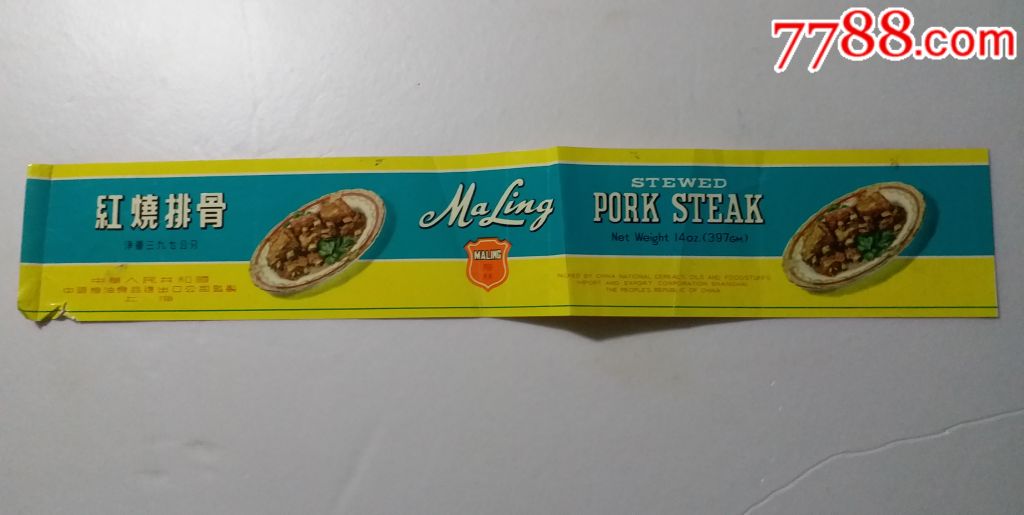 7788.com
紅燒排骨
淨重三九七公分
中華人民共和國
中國糧油食品進出口公司監製
上海
MaLing
MALING
梅林
STEWED
PORK STEAK
Net Weight 14oz.(397GM)
PACKED BY CHINA NATIONAL CEREALS, OILS AND FOODSTUFFS
IMPORT AND EXPORT CORPORATION SHANGHAI
THE PEOPLE'S REPUBLIC OF CHINA